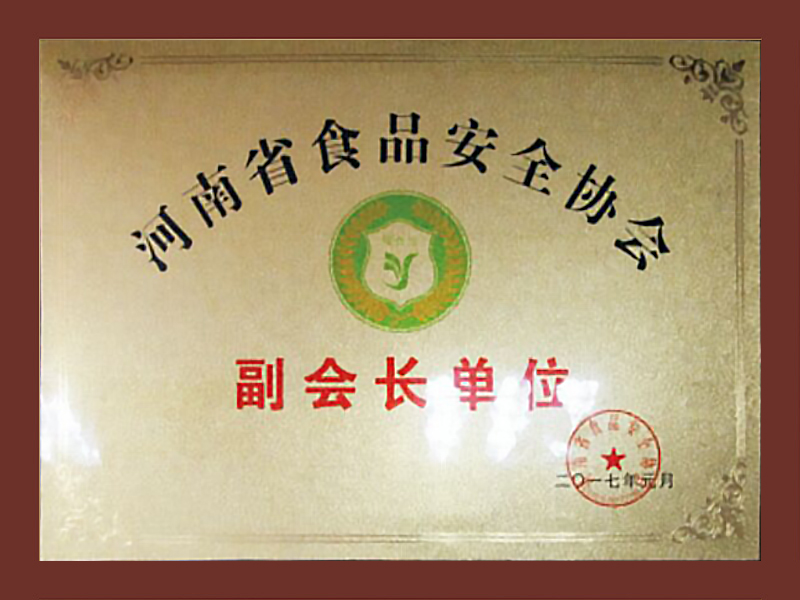 河南省食品安全协会
副会长单位
二〇一七年元月